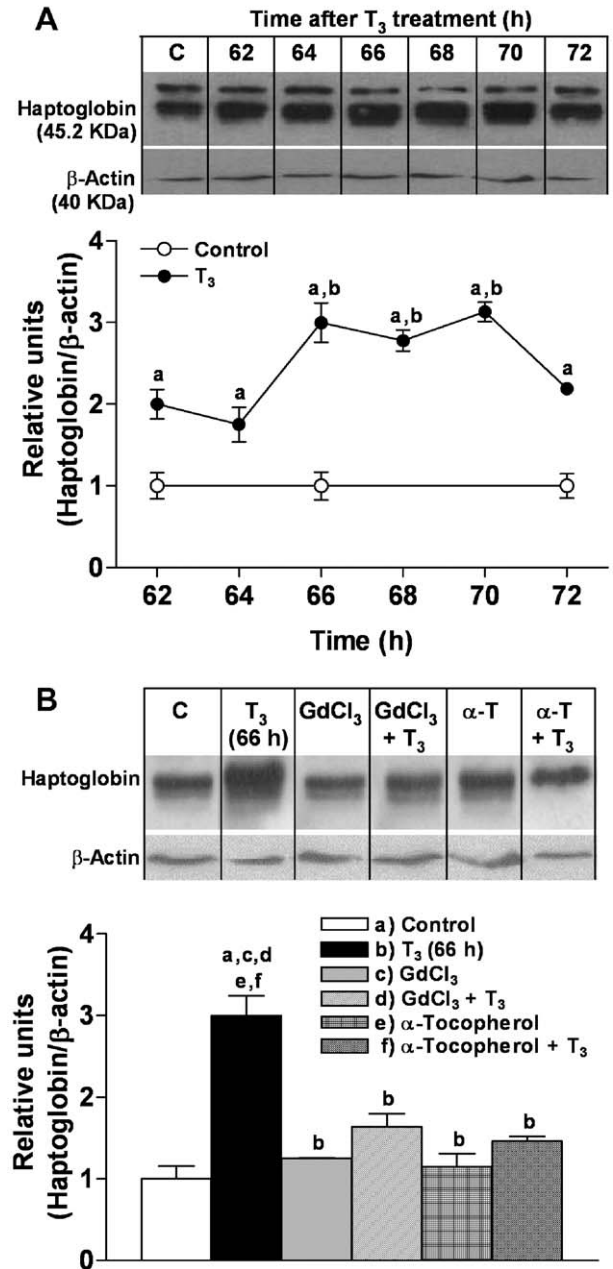 A
Time after T₃ treatment (h)
C 62 64 66 68 70 72
Haptoglobin
(45.2 KDa)
β-Actin
(40 KDa)
Control
T₃
Relative units
(Haptoglobin/β-actin)
4
3
2
1
0
a
a
a,b
a,b
a,b
a
62 64 66 68 70 72
Time (h)
B
C T₃ (66 h) GdCl₃ GdCl₃ + T₃ α-T α-T + T₃
Haptoglobin
β-Actin
Relative units
(Haptoglobin/β-actin)
4
3
2
1
0
a) Control
b) T₃ (66 h)
c) GdCl₃
d) GdCl₃ + T₃
e) α-Tocopherol
f) α-Tocopherol + T₃
a,c,d
e,f
b
b
b
b